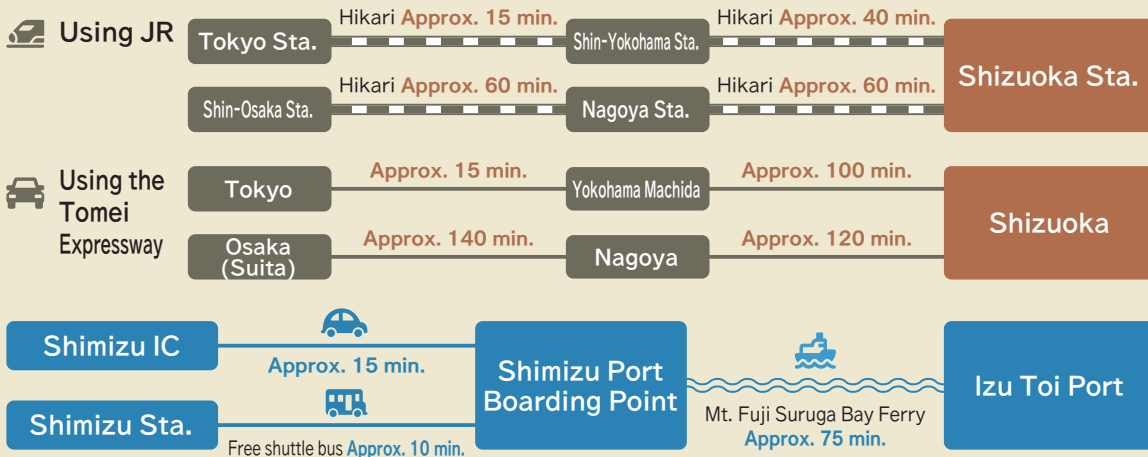 Using JR
Tokyo Sta.
Hikari Approx. 15 min.
Shin-Yokohama Sta.
Hikari Approx. 40 min.
Shizuoka Sta.
Shin-Osaka Sta.
Hikari Approx. 60 min.
Nagoya Sta.
Hikari Approx. 60 min.
Using the
Tomei
Expressway
Tokyo
Approx. 15 min.
Yokohama Machida
Approx. 100 min.
Shizuoka
Osaka
(Suita)
Approx. 140 min.
Nagoya
Approx. 120 min.
Shimizu IC
Approx. 15 min.
Shimizu Sta.
Free shuttle bus Approx. 10 min.
Shimizu Port
Boarding Point
Mt. Fuji Suruga Bay Ferry
Approx. 75 min.
Izu Toi Port